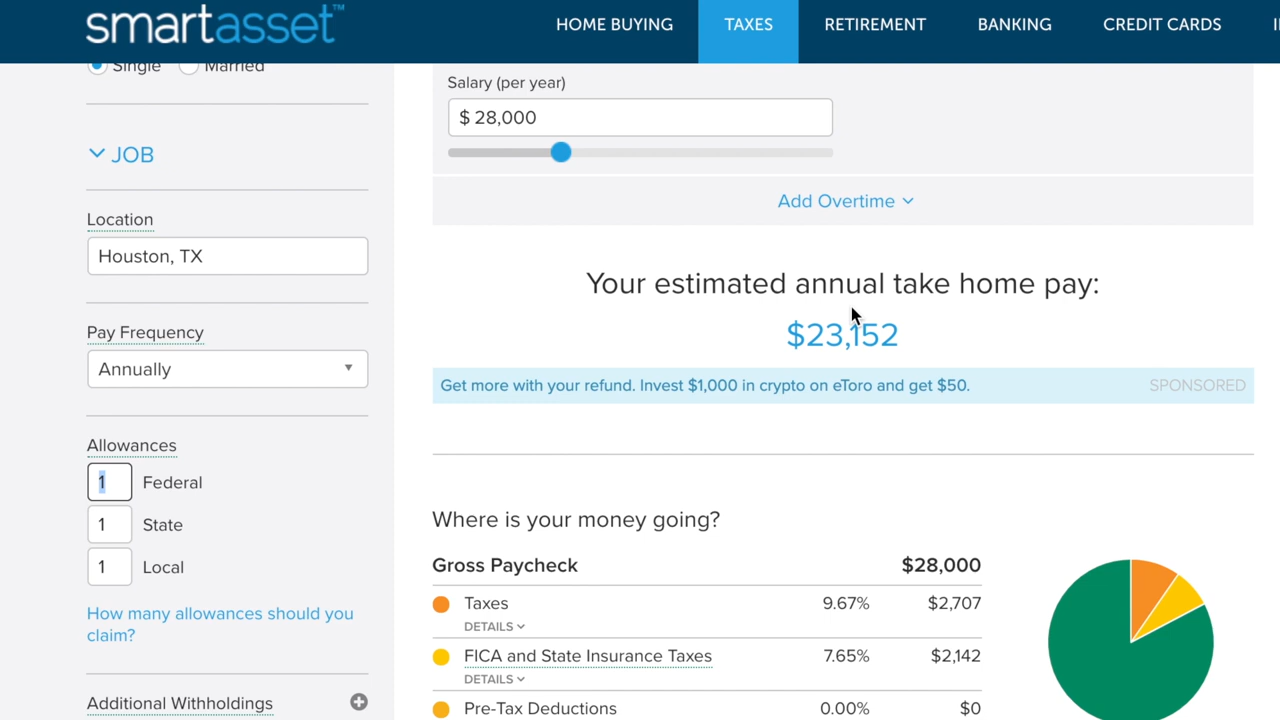 smartasset™
HOME BUYING
TAXES
RETIREMENT
BANKING
CREDIT CARDS
Single
Married
JOB
Location
Houston, TX
Pay Frequency
Annually
Allowances
1 Federal
1 State
1 Local
How many allowances should you
claim?
Additional Withholdings
Salary (per year)
$ 28,000
Add Overtime
Your estimated annual take home pay:
$23,152
Get more with your refund. Invest $1,000 in crypto on eToro and get $50.
SPONSORED
Where is your money going?
Gross Paycheck $28,000
Taxes 9.67% $2,707
DETAILS
FICA and State Insurance Taxes 7.65% $2,142
DETAILS
Pre-Tax Deductions 0.00% $0